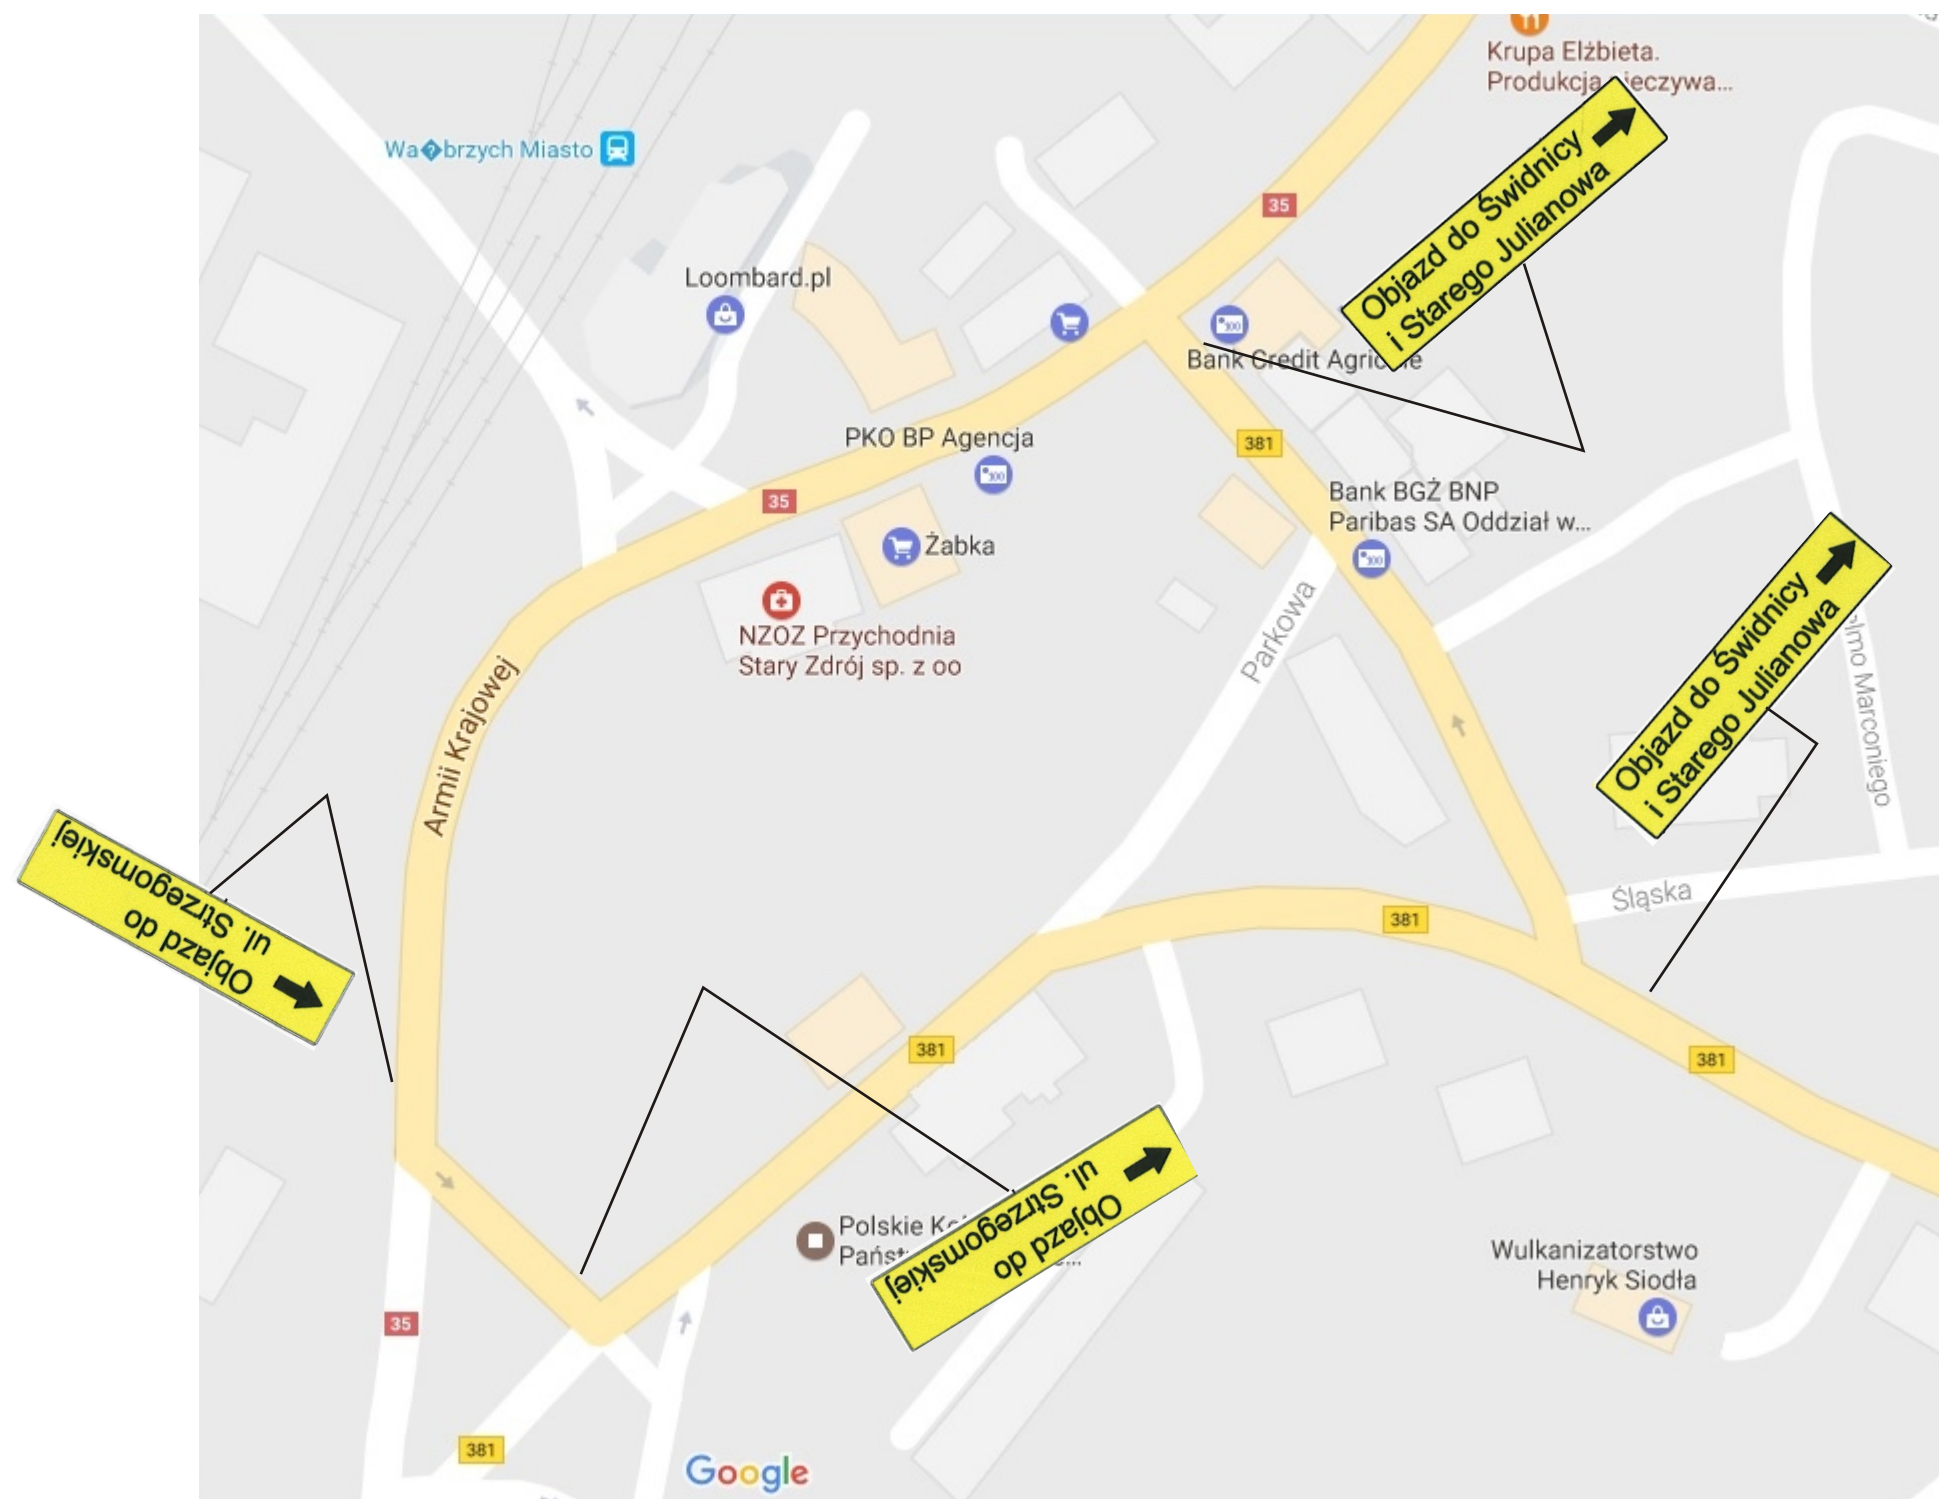 Krupa Elżbieta.
Produkcja
Wa�brzych Miasto
Objazd do Świdnicy
i Starego Julianowa
35
Loombard.pl
Bank Credit
PKO BP Agencja
381
35
Bank BGŻ BNP
Paribas SA Oddział w...
Żabka
Objazd do Świdnicy
i Starego Julianowa
NZOZ Przychodnia
Stary Zdrój sp. z oo
Parkowa
Marconiego
Armii Krajowej
Objazd do
ul. Strzegomskiej
Śląska
381
381
381
Objazd do
ul. Strzegomskiej
Polskie
Wulkanizatorstwo
Henryk Siodła
35
381
Google